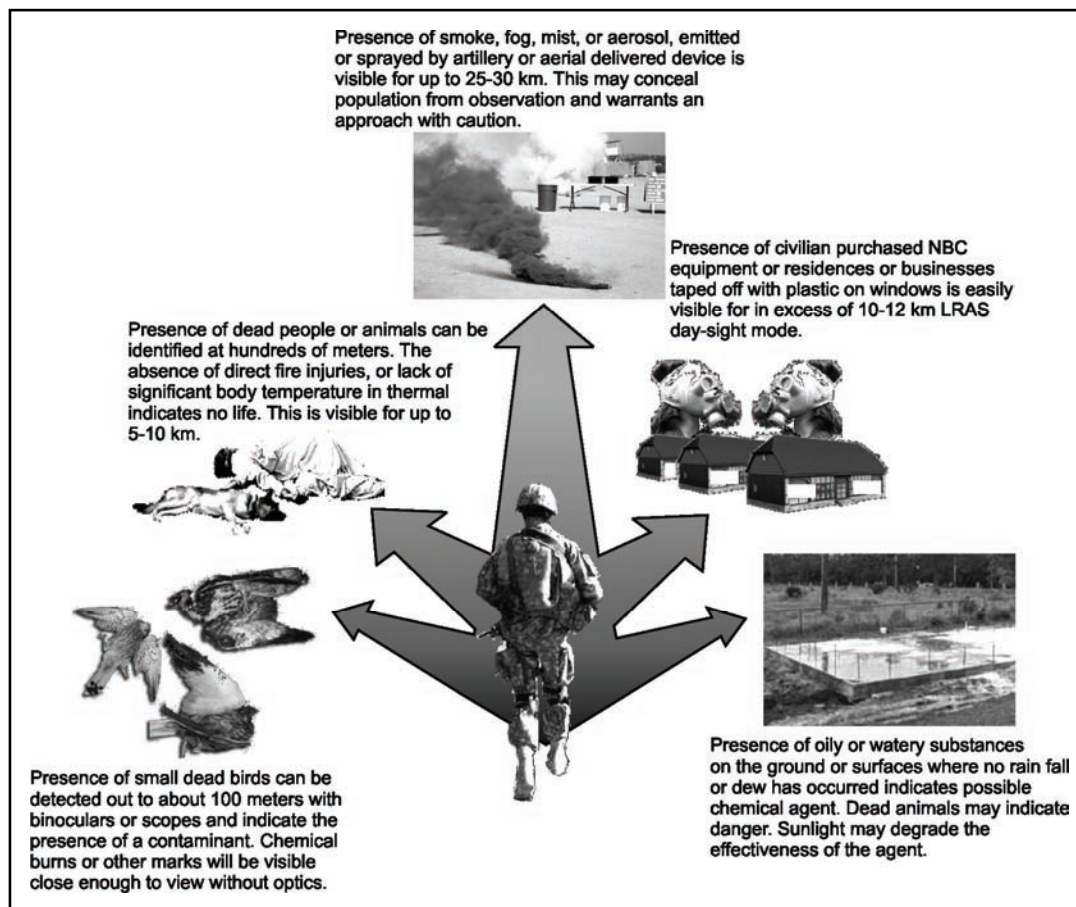 Presence of smoke, fog, mist, or aerosol, emitted
or sprayed by artillery or aerial delivered device is
visible for up to 25-30 km. This may conceal
population from observation and warrants an
approach with caution.
Presence of civilian purchased NBC
equipment or residences or businesses
taped off with plastic on windows is easily
visible for in excess of 10-12 km LRAS
day-sight mode.
Presence of dead people or animals can be
identified at hundreds of meters. The
absence of direct fire injuries, or lack of
significant body temperature in thermal
indicates no life. This is visible for up to
5-10 km.
Presence of small dead birds can be
detected out to about 100 meters with
binoculars or scopes and indicate the
presence of a contaminant. Chemical
burns or other marks will be visible
close enough to view without optics.
Presence of oily or watery substances
on the ground or surfaces where no rain fall
or dew has occurred indicates possible
chemical agent. Dead animals may indicate
danger. Sunlight may degrade the
effectiveness of the agent.